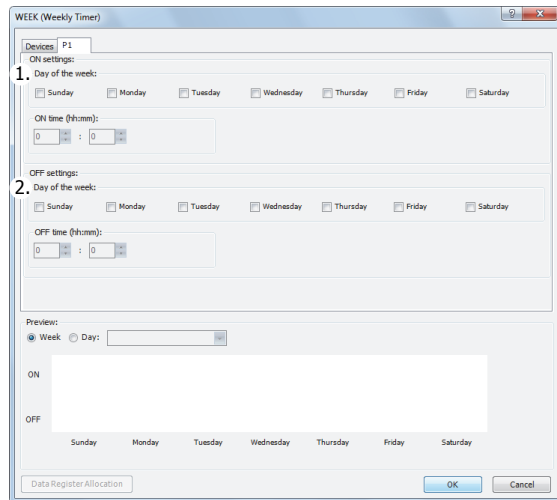 WEEK (Weekly Timer)
Devices P1
ON settings:
1. Day of the week:
Sunday Monday Tuesday Wednesday Thursday Friday Saturday
ON time (hh:mm):
0 : 0
OFF settings:
2. Day of the week:
Sunday Monday Tuesday Wednesday Thursday Friday Saturday
OFF time (hh:mm):
0 : 0
Preview:
Week Day:
ON
OFF
Sunday Monday Tuesday Wednesday Thursday Friday Saturday
Data Register Allocation OK Cancel